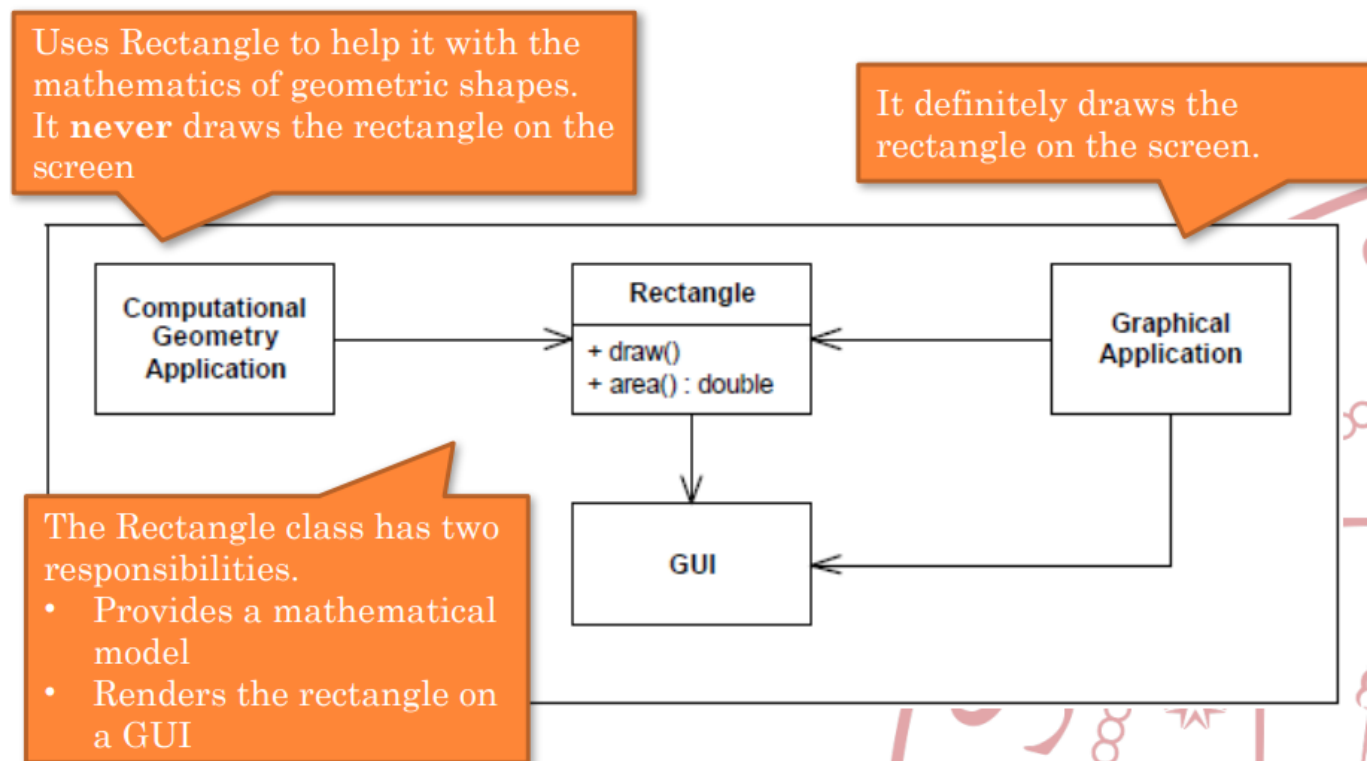 Uses Rectangle to help it with the
mathematics of geometric shapes.
It never draws the rectangle on the
screen
It definitely draws the
rectangle on the screen.
Computational
Geometry
Application
Rectangle
+ draw()
+ area() : double
Graphical
Application
The Rectangle class has two
responsibilities.
• Provides a mathematical
model
• Renders the rectangle on
a GUI
GUI